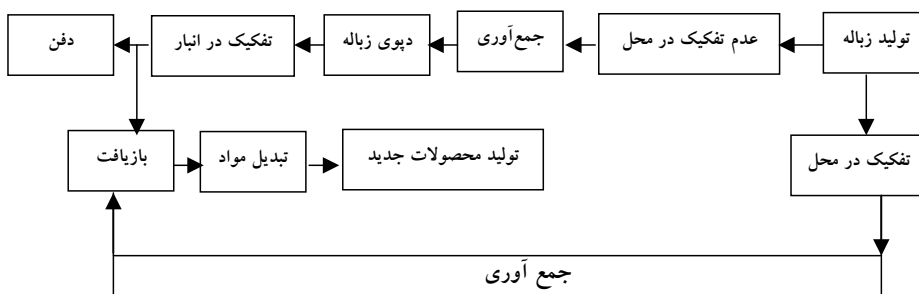 تولید زباله
عدم تفکیک در محل
جمع‌آوری
دپوی زباله
تفکیک در انبار
دفن
تفکیک در محل
تولید محصولات جدید
تبدیل مواد
بازیافت
جمع آوری